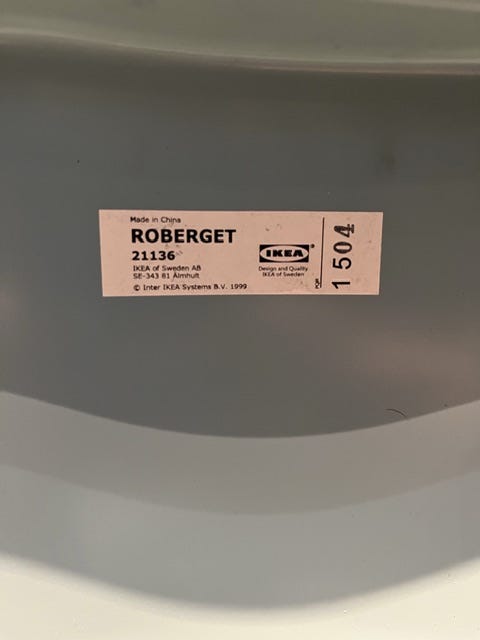 Made in China
ROBERGET
21136
IKEA of Sweden AB
SE-343 81 Älmhult
© Inter IKEA Systems B.V. 1999
IKEA®
Design and Quality
IKEA of Sweden
1504